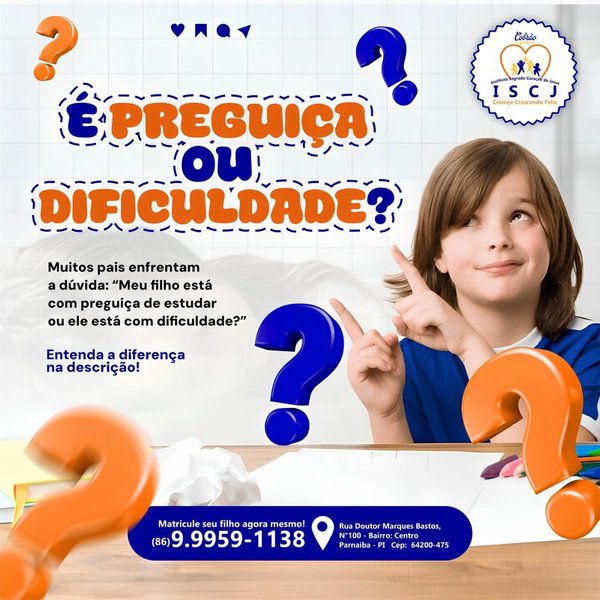 Cebrão
Instituto Sagrado Coração de Jesus
I S C J
Criança Crescendo Feliz
É PREGUIÇA
OU
DIFICULDADE?
Muitos pais enfrentam
a dúvida: “Meu filho está
com preguiça de estudar
ou ele está com dificuldade?”
Entenda a diferença
na descrição!
Matricule seu filho agora mesmo!
(86)9.9959-1138
Rua Doutor Marques Bastos,
N°100 - Bairro: Centro
Parnaíba - PI Cep: 64200-475